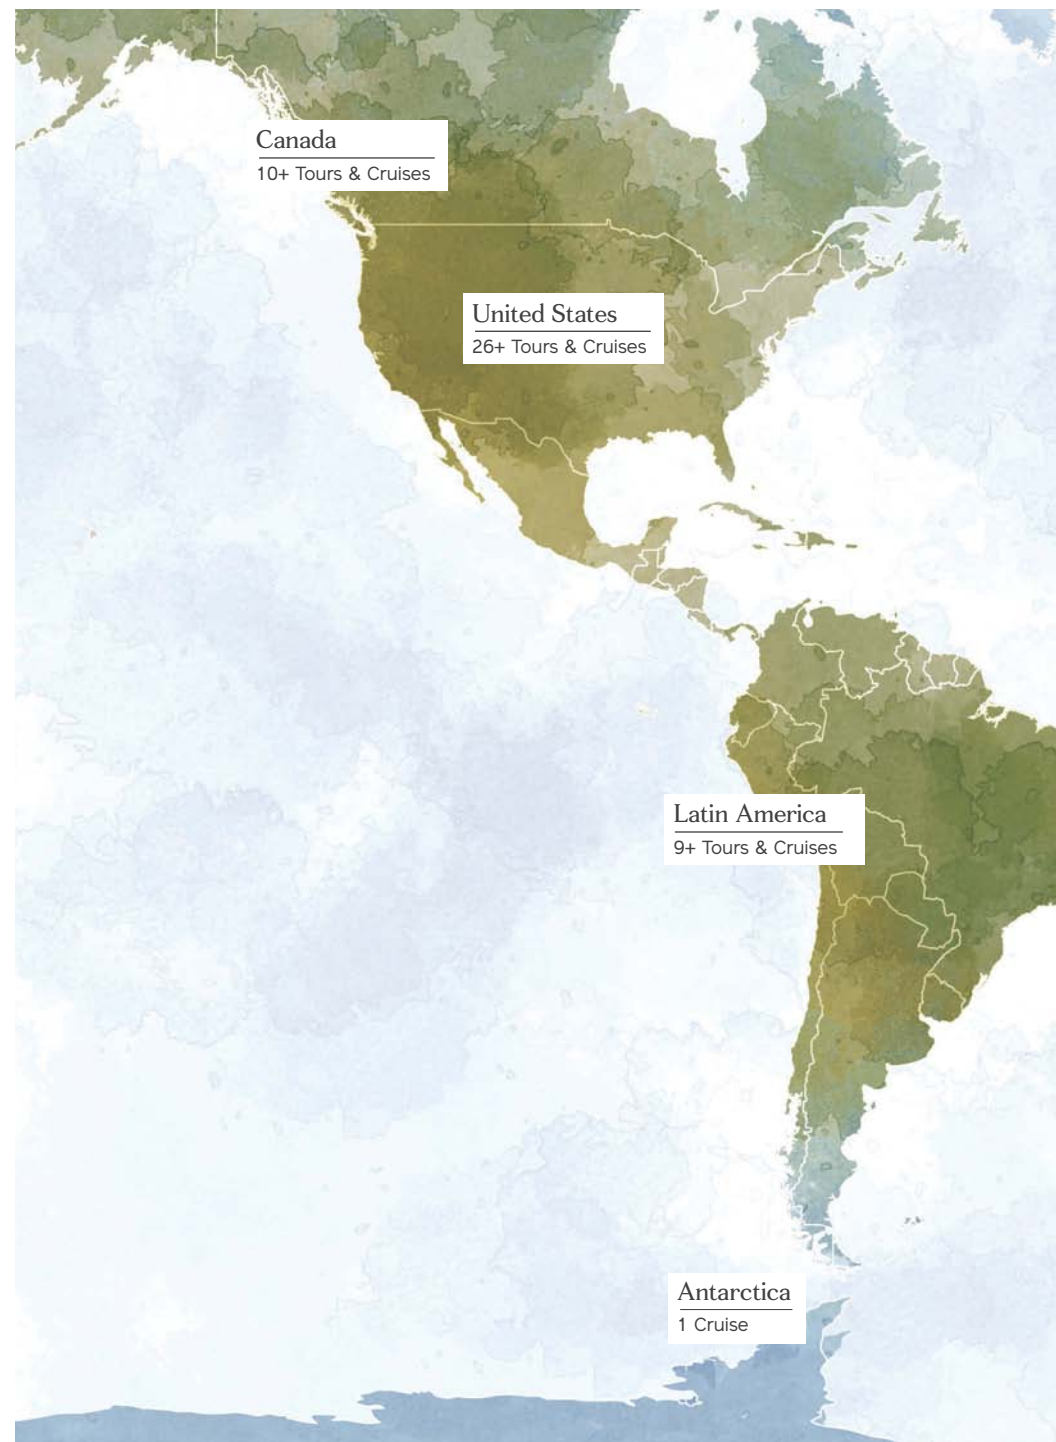 Canada
10+ Tours & Cruises
United States
26+ Tours & Cruises
Latin America
9+ Tours & Cruises
Antarctica
1 Cruise